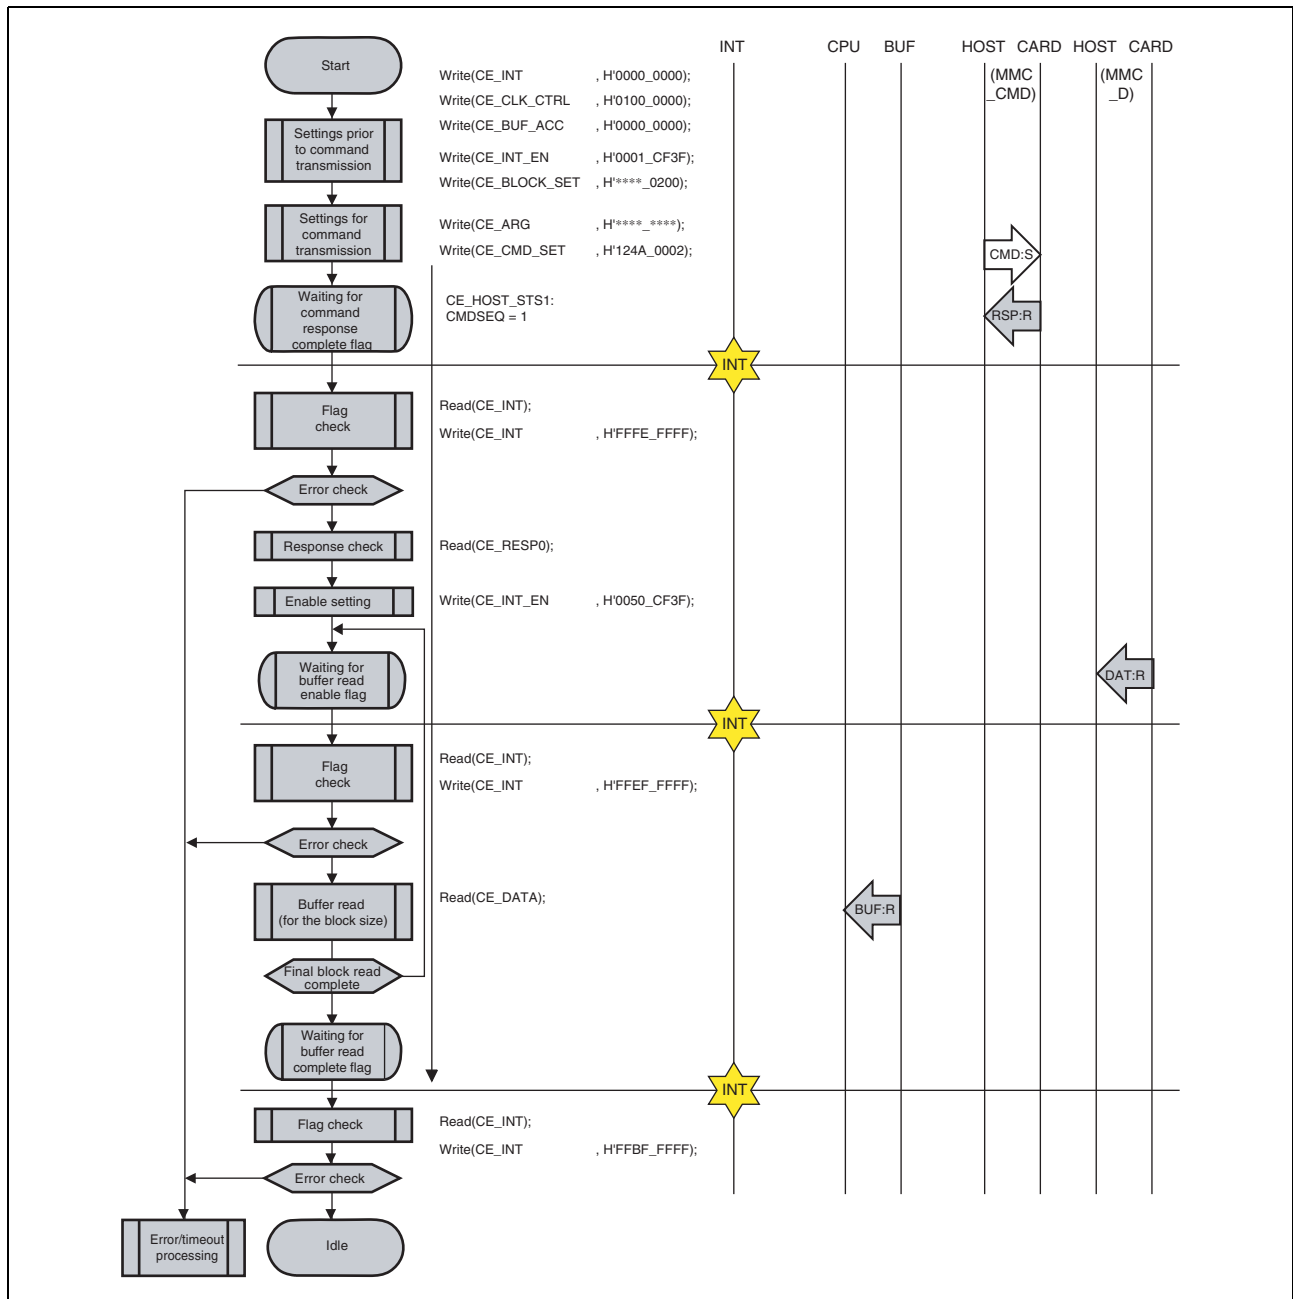 INT CPU BUF HOST CARD HOST CARD
(MMC
_CMD)
(MMC
_D)
Start
Write(CE_INT , H'0000_0000);
Write(CE_CLK_CTRL , H'0100_0000);
Write(CE_BUF_ACC , H'0000_0000);
Settings prior
to command
transmission
Write(CE_INT_EN , H'0001_CF3F);
Write(CE_BLOCK_SET , H'****_0200);
Settings for
command
transmission
Write(CE_ARG , H'****_****);
Write(CE_CMD_SET , H'124A_0002);
CMD:S
Waiting for
command
response
complete flag
CE_HOST_STS1:
CMDSEQ = 1
RSP:R
INT
Flag
check
Read(CE_INT);
Write(CE_INT , H'FFFE_FFFF);
Error check
Response check
Read(CE_RESP0);
Enable setting
Write(CE_INT_EN , H'0050_CF3F);
Waiting for
buffer read
enable flag
DAT:R
INT
Flag
check
Read(CE_INT);
Write(CE_INT , H'FFEF_FFFF);
Error check
Buffer read
(for the block size)
Read(CE_DATA);
BUF:R
Final block read
complete
Waiting for
buffer read
complete flag
INT
Flag check
Read(CE_INT);
Write(CE_INT , H'FFBF_FFFF);
Error check
Error/timeout
processing
Idle